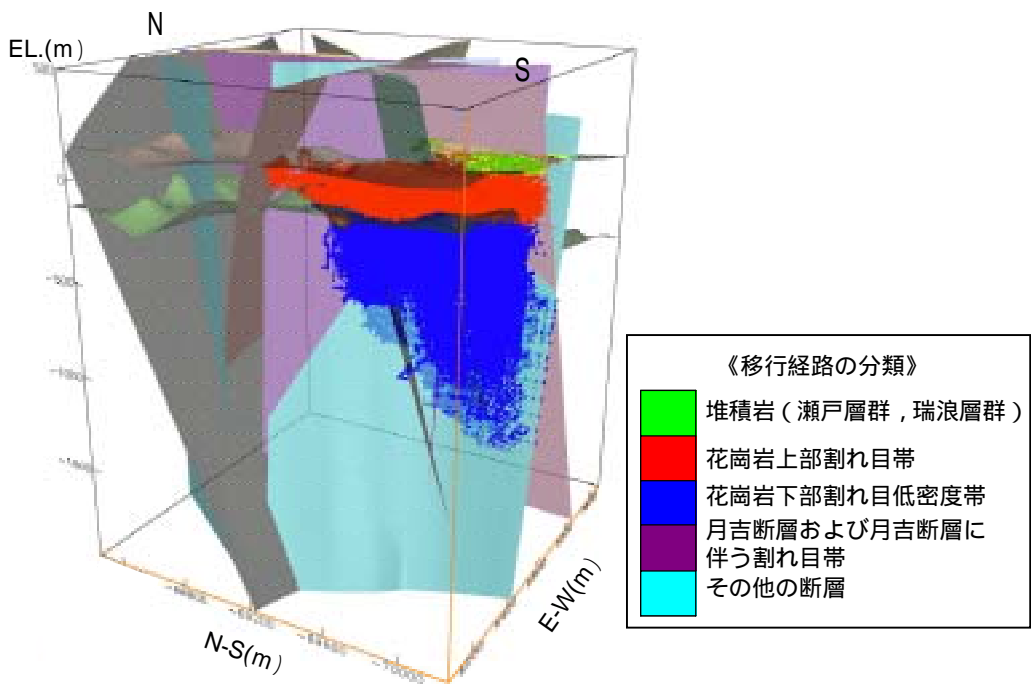 N
EL.(m)
S
0
-500
-1000
N-S(m)
E-W(m)
《移行経路の分類》
堆積岩(瀬戸層群,瑞浪層群)
花崗岩上部割れ目帯
花崗岩下部割れ目低密度帯
月吉断層および月吉断層に
伴う割れ目帯
その他の断層